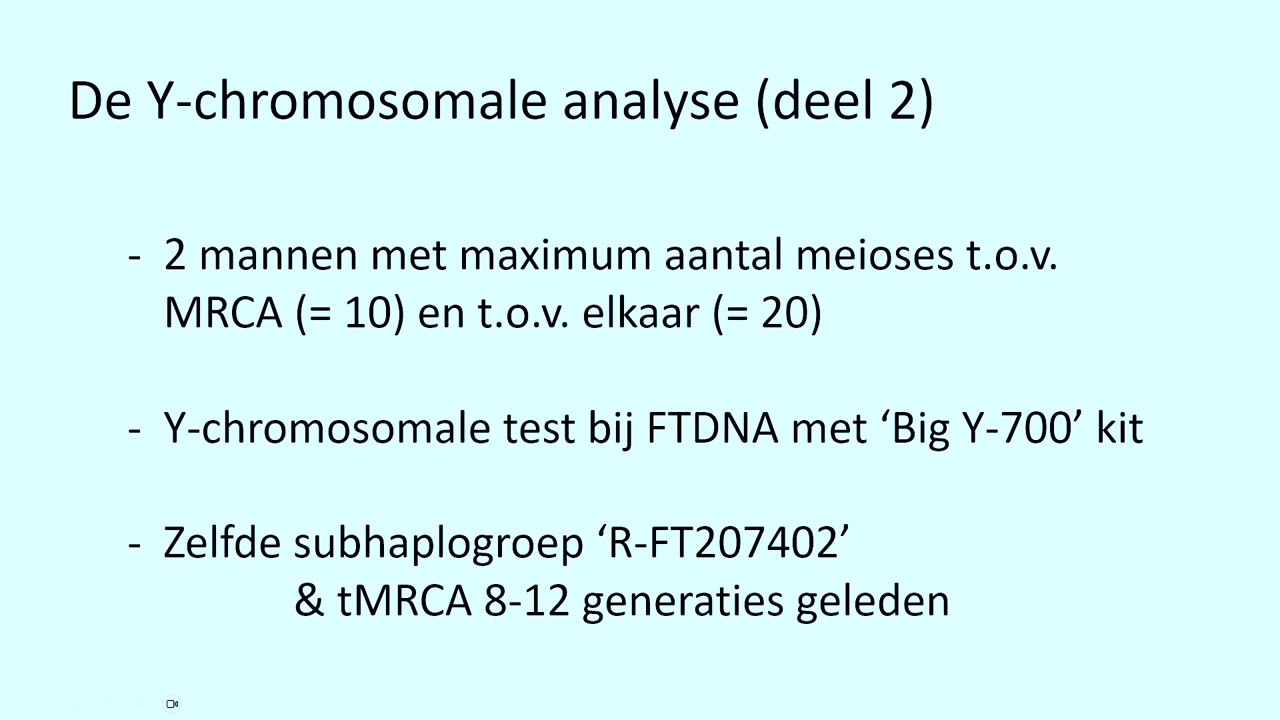 De Y-chromosomale analyse (deel 2)
- 2 mannen met maximum aantal meioses t.o.v.
MRCA (= 10) en t.o.v. elkaar (= 20)
- Y-chromosomale test bij FTDNA met ‘Big Y-700’ kit
- Zelfde subhaplogroep ‘R-FT207402’
& tMRCA 8-12 generaties geleden